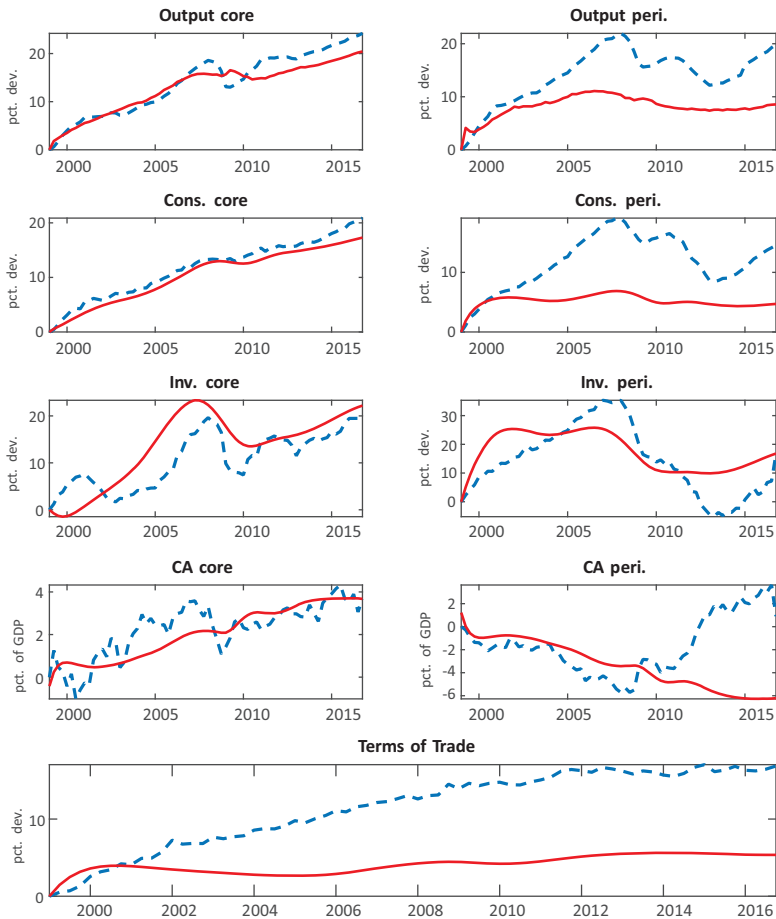 Output core
Output peri.
pct. dev.
20
10
0
2000 2005 2010 2015
20
10
0
2000 2005 2010 2015
Cons. core
Cons. peri.
pct. dev.
20
10
0
2000 2005 2010 2015
10
0
2000 2005 2010 2015
Inv. core
Inv. peri.
pct. dev.
20
10
0
2000 2005 2010 2015
30
20
10
0
2000 2005 2010 2015
CA core
CA peri.
pct. of GDP
4
2
0
2000 2005 2010 2015
pct. of GDP
2
0
-2
-4
-6
2000 2005 2010 2015
Terms of Trade
pct. dev.
10
0
2000 2002 2004 2006 2008 2010 2012 2014 2016